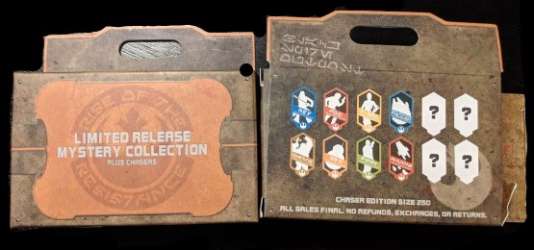 RISE OF THE
LIMITED RELEASE
MYSTERY COLLECTION
PLUS CHASERS
RESISTANCE
? ?
? ?
CHASER EDITION SIZE 250
ALL SALES FINAL. NO REFUNDS, EXCHANGES, OR RETURNS.